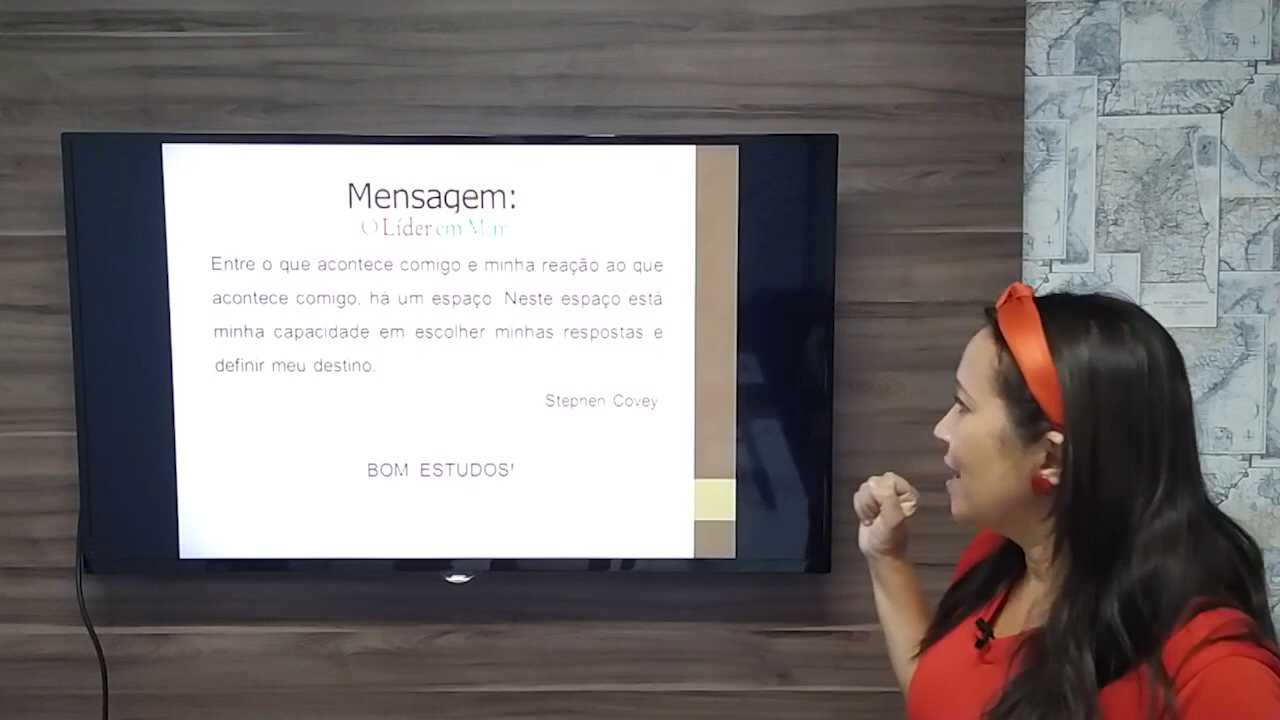 Mensagem:
O Líder em Mim
Entre o que acontece comigo e minha reação ao que
acontece comigo, há um espaço. Neste espaço está
minha capacidade em escolher minhas respostas e
definir meu destino.
Stephen Covey
BOM ESTUDOS!